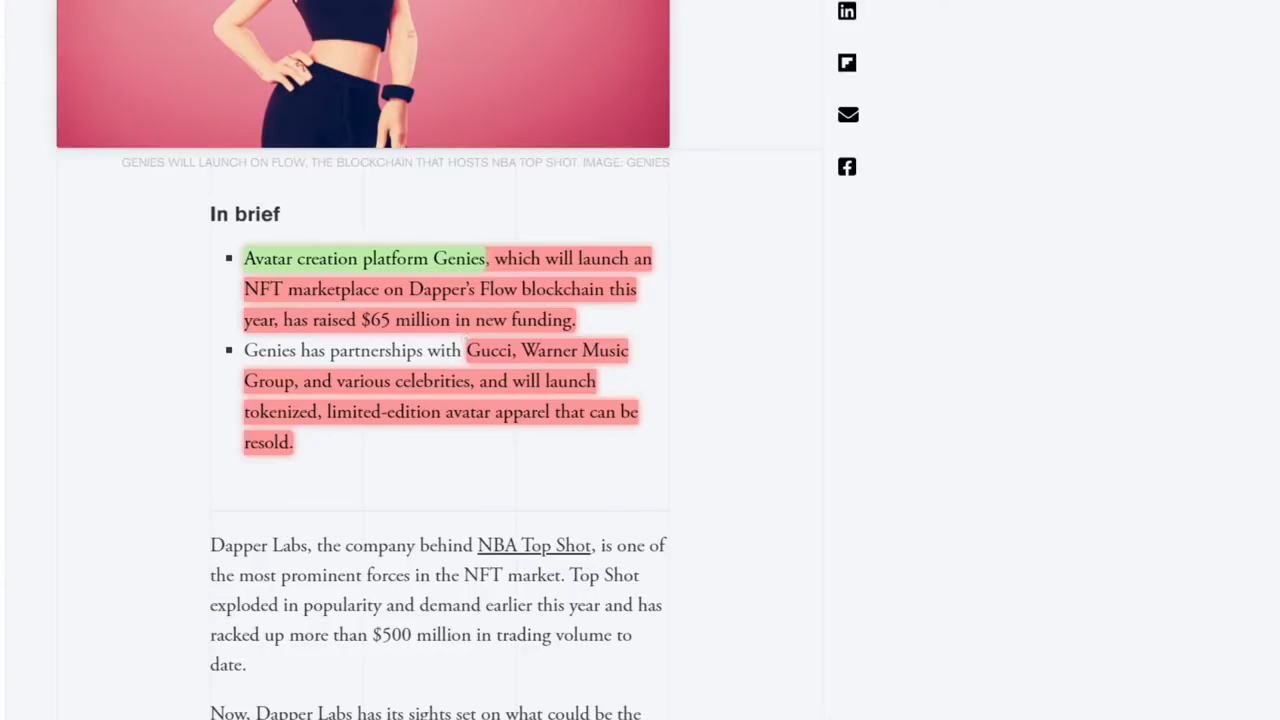 GENIES WILL LAUNCH ON FLOW, THE BLOCKCHAIN THAT HOSTS NBA TOP SHOT. IMAGE: GENIES
In brief
Avatar creation platform Genies, which will launch an
NFT marketplace on Dapper’s Flow blockchain this
year, has raised $65 million in new funding.
Genies has partnerships with Gucci, Warner Music
Group, and various celebrities, and will launch
tokenized, limited-edition avatar apparel that can be
resold.
Dapper Labs, the company behind NBA Top Shot, is one of
the most prominent forces in the NFT market. Top Shot
exploded in popularity and demand earlier this year and has
racked up more than $500 million in trading volume to
date.
Now, Dapper Labs has its sights set on what could be the